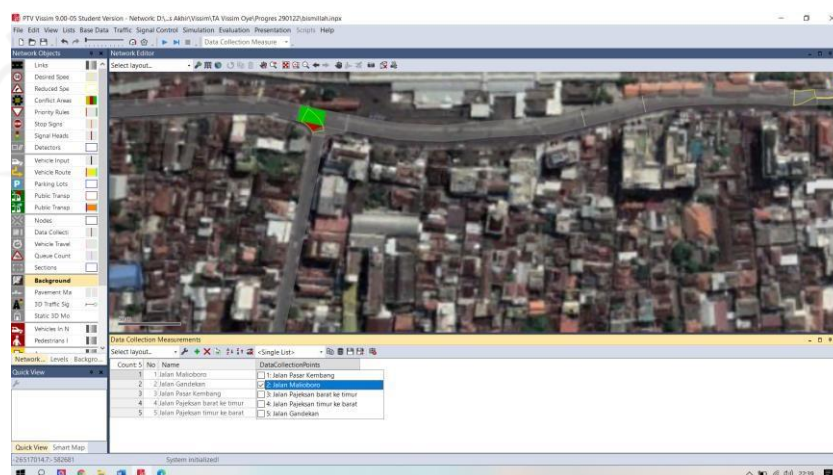 PTV Vissim 9.00-05 Student Version - Network: D:\...s Akhir\Vissim\TA Vissim Oye\Progres 290122\bismillah.inpx
File Edit View Lists Base Data Traffic Signal Control Simulation Evaluation Presentation Scripts Help
Data Collection Measure
Network Objects
Network Editor
Select layout...
Links
Desired Spee
Reduced Spe
Conflict Areas
Priority Rules
Stop Signs
Signal Heads
Detectors
Vehicle Input
Vehicle Route
Parking Lots
Public Transp
Public Transp
Nodes
Data Collecti
Vehicle Travel
Queue Count
Sections
Background
Pavement Ma
3D Traffic Sig
Static 3D Mo
Vehicles In N
Pedestrians I
Network... Levels Backgro...
Quick View
Data Collection Measurements
Select layout... <Single List>
Count: 5 No Name DataCollectionPoints
1 1 Jalan Malioboro 1: Jalan Pasar Kembang
2 2 Jalan Gandekan 2: Jalan Malioboro
3 3 Jalan Pasar Kembang 3: Jalan Pajeksan barat ke timur
4 4 Jalan Pajeksan barat ke timur 4: Jalan Pajeksan timur ke barat
5 5 Jalan Pajeksan timur ke barat 5: Jalan Gandekan
Quick View Smart Map
System initialized!
22:39